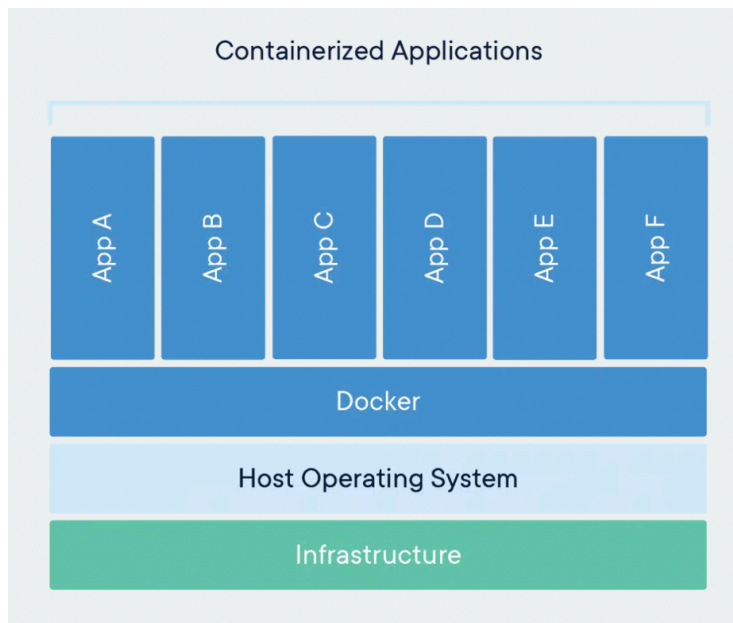 Containerized Applications
App A
App B
App C
App D
App E
App F
Docker
Host Operating System
Infrastructure